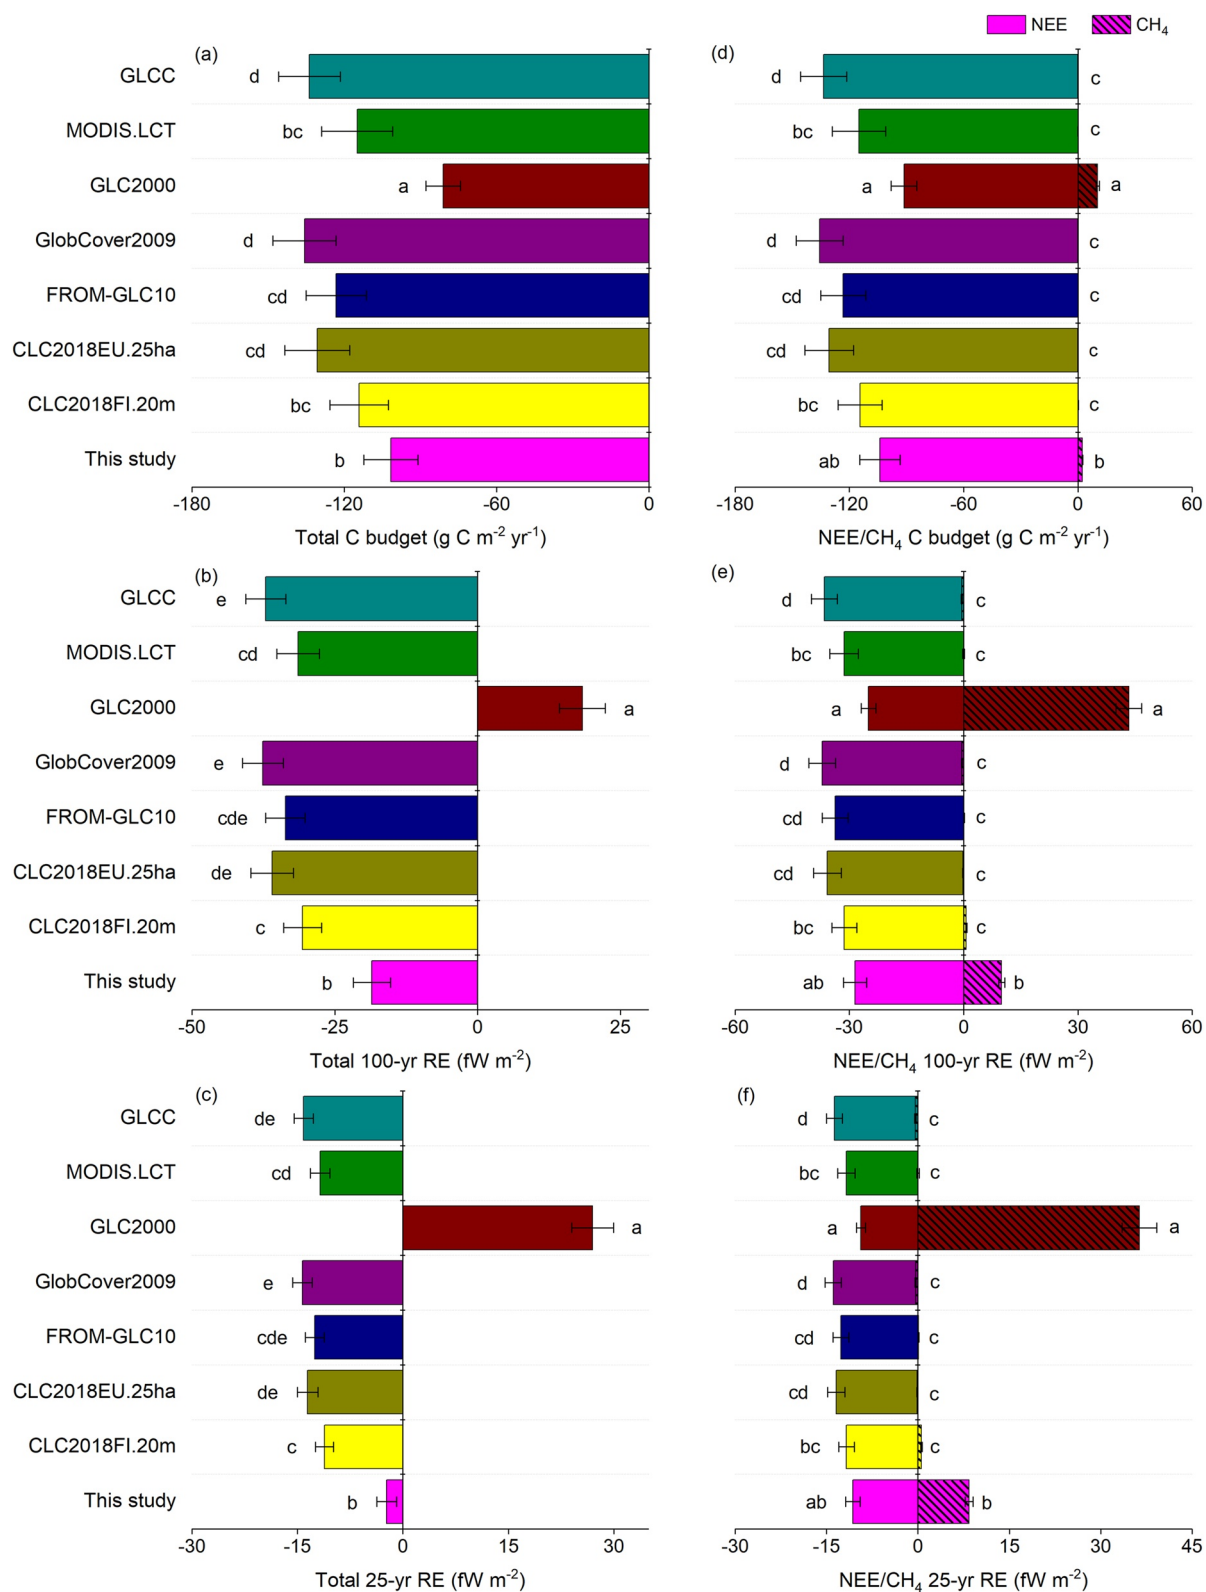 NEE CH₄
(a)
GLCC d
MODIS.LCT bc
GLC2000 a
GlobCover2009 d
FROM-GLC10 cd
CLC2018EU.25ha cd
CLC2018FI.20m bc
This study b
-180 -120 -60 0
Total C budget (g C m⁻² yr⁻¹)
(d)
d c
bc c
a a
d c
cd c
cd c
bc c
ab b
-180 -120 -60 0 60
NEE/CH₄ C budget (g C m⁻² yr⁻¹)
(b)
GLCC e
MODIS.LCT cd
GLC2000 a
GlobCover2009 e
FROM-GLC10 cde
CLC2018EU.25ha de
CLC2018FI.20m c
This study b
-50 -25 0 25
Total 100-yr RE (fW m⁻²)
(e)
d c
bc c
a a
d c
cd c
cd c
bc c
ab b
-60 -30 0 30 60
NEE/CH₄ 100-yr RE (fW m⁻²)
(c)
GLCC de
MODIS.LCT cd
GLC2000 a
GlobCover2009 e
FROM-GLC10 cde
CLC2018EU.25ha de
CLC2018FI.20m c
This study b
-30 -15 0 15 30
Total 25-yr RE (fW m⁻²)
(f)
d c
bc c
a a
d c
cd c
cd c
bc c
ab b
-30 -15 0 15 30 45
NEE/CH₄ 25-yr RE (fW m⁻²)